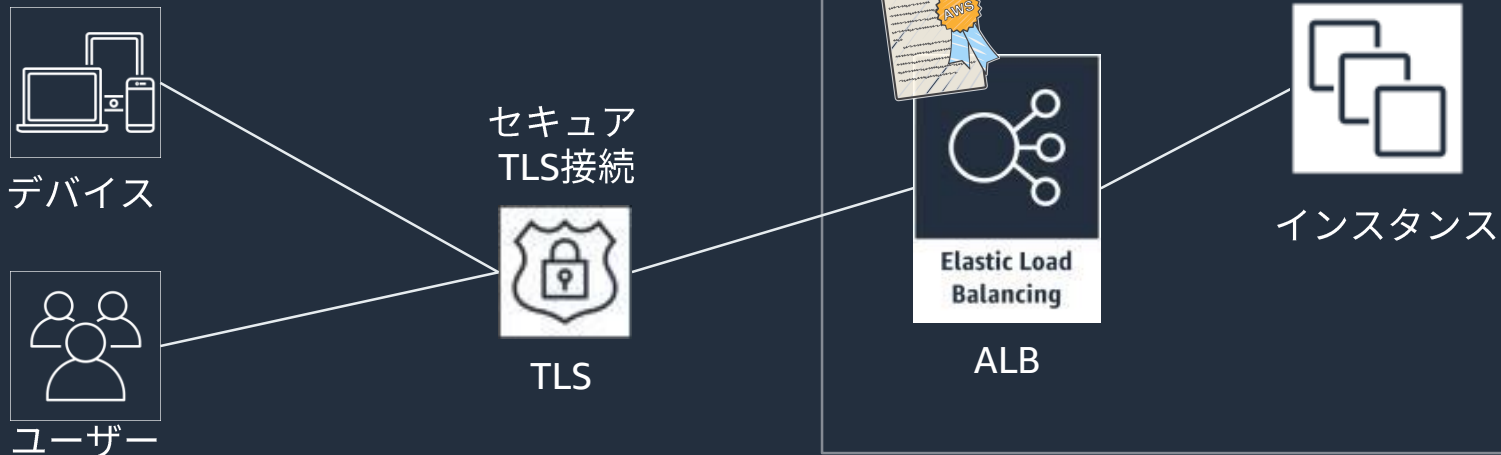 デバイス
ユーザー
セキュア
TLS接続
TLS
AWS
Elastic Load
Balancing
ALB
インスタンス